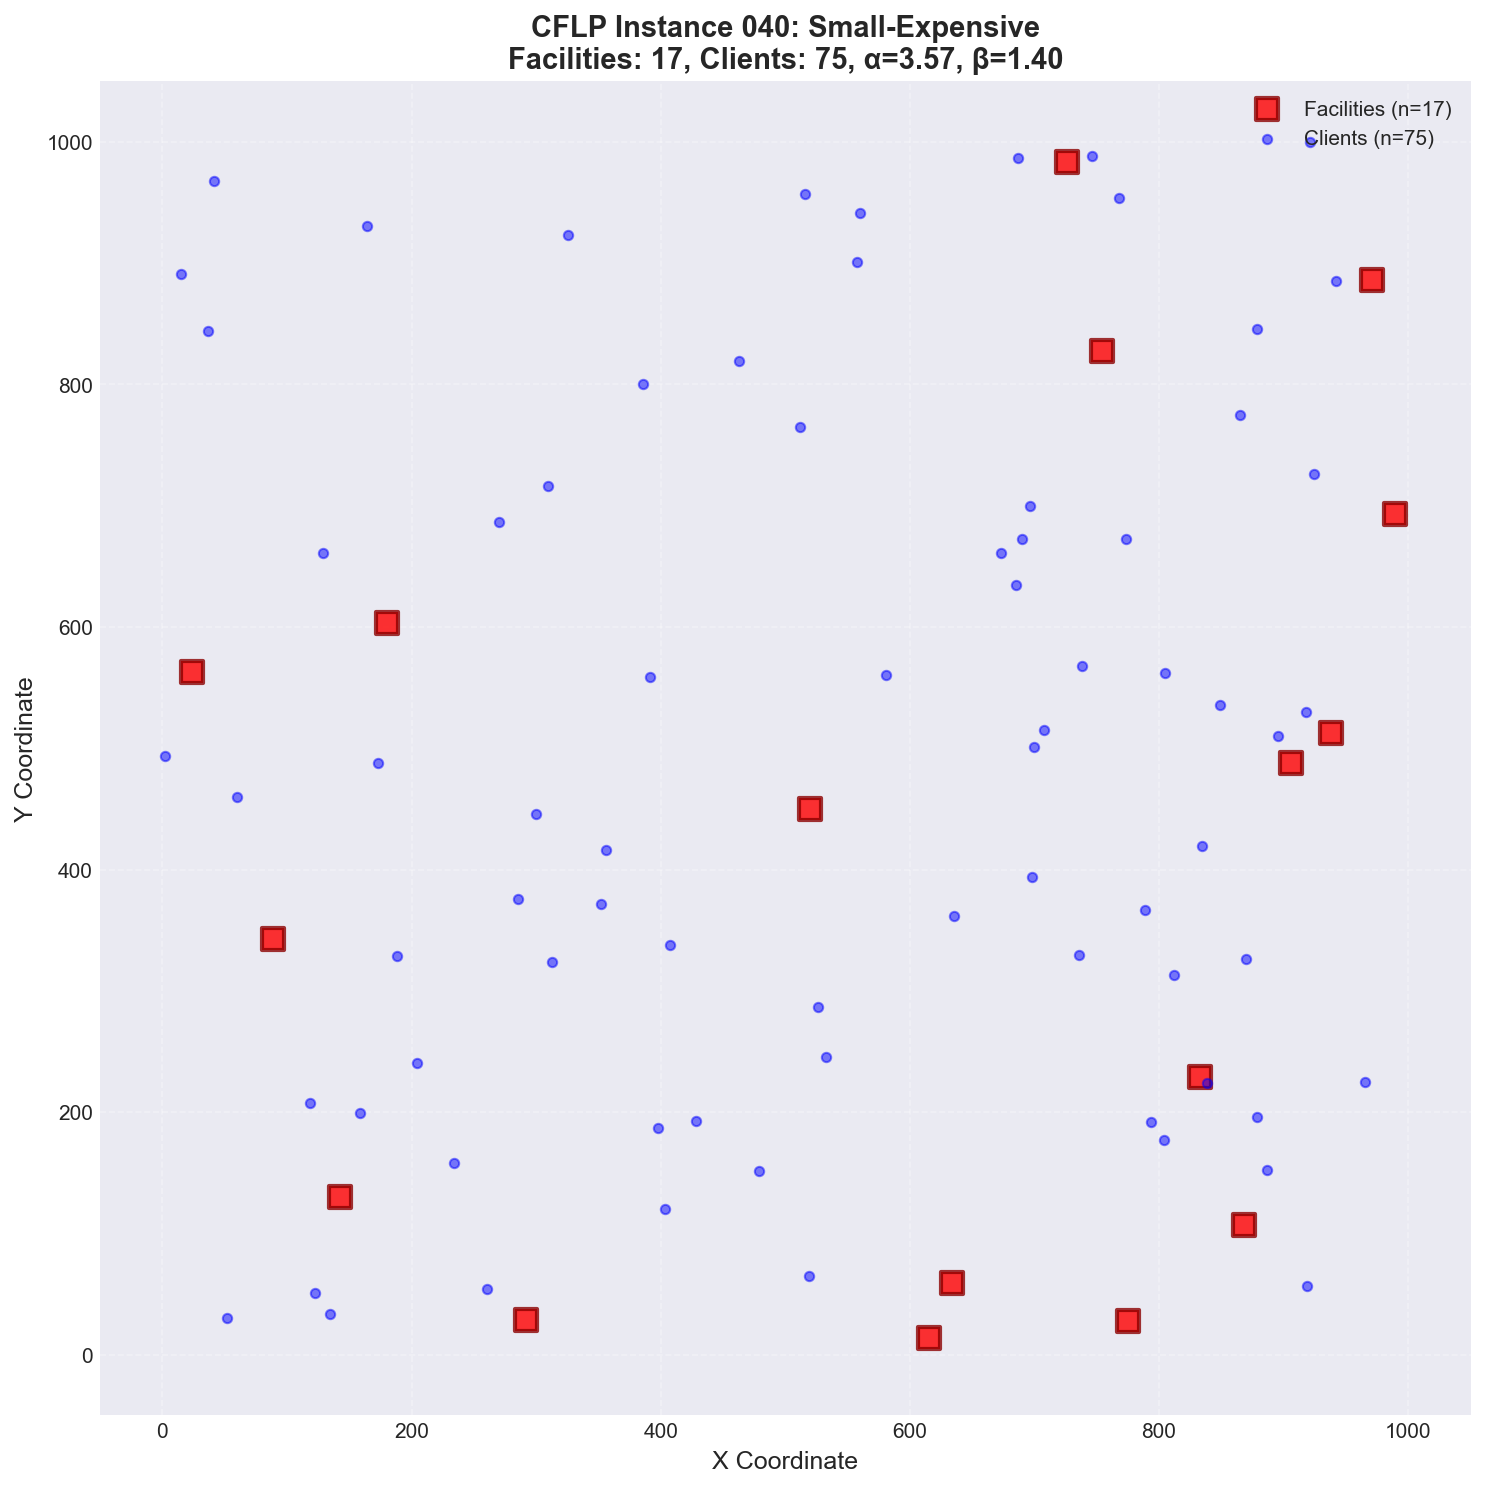 CFLP Instance 040: Small-Expensive
Facilities: 17, Clients: 75, α=3.57, β=1.40
Facilities (n=17)
Clients (n=75)
1000
800
600
400
200
0
Y Coordinate
0
200
400
600
800
1000
X Coordinate